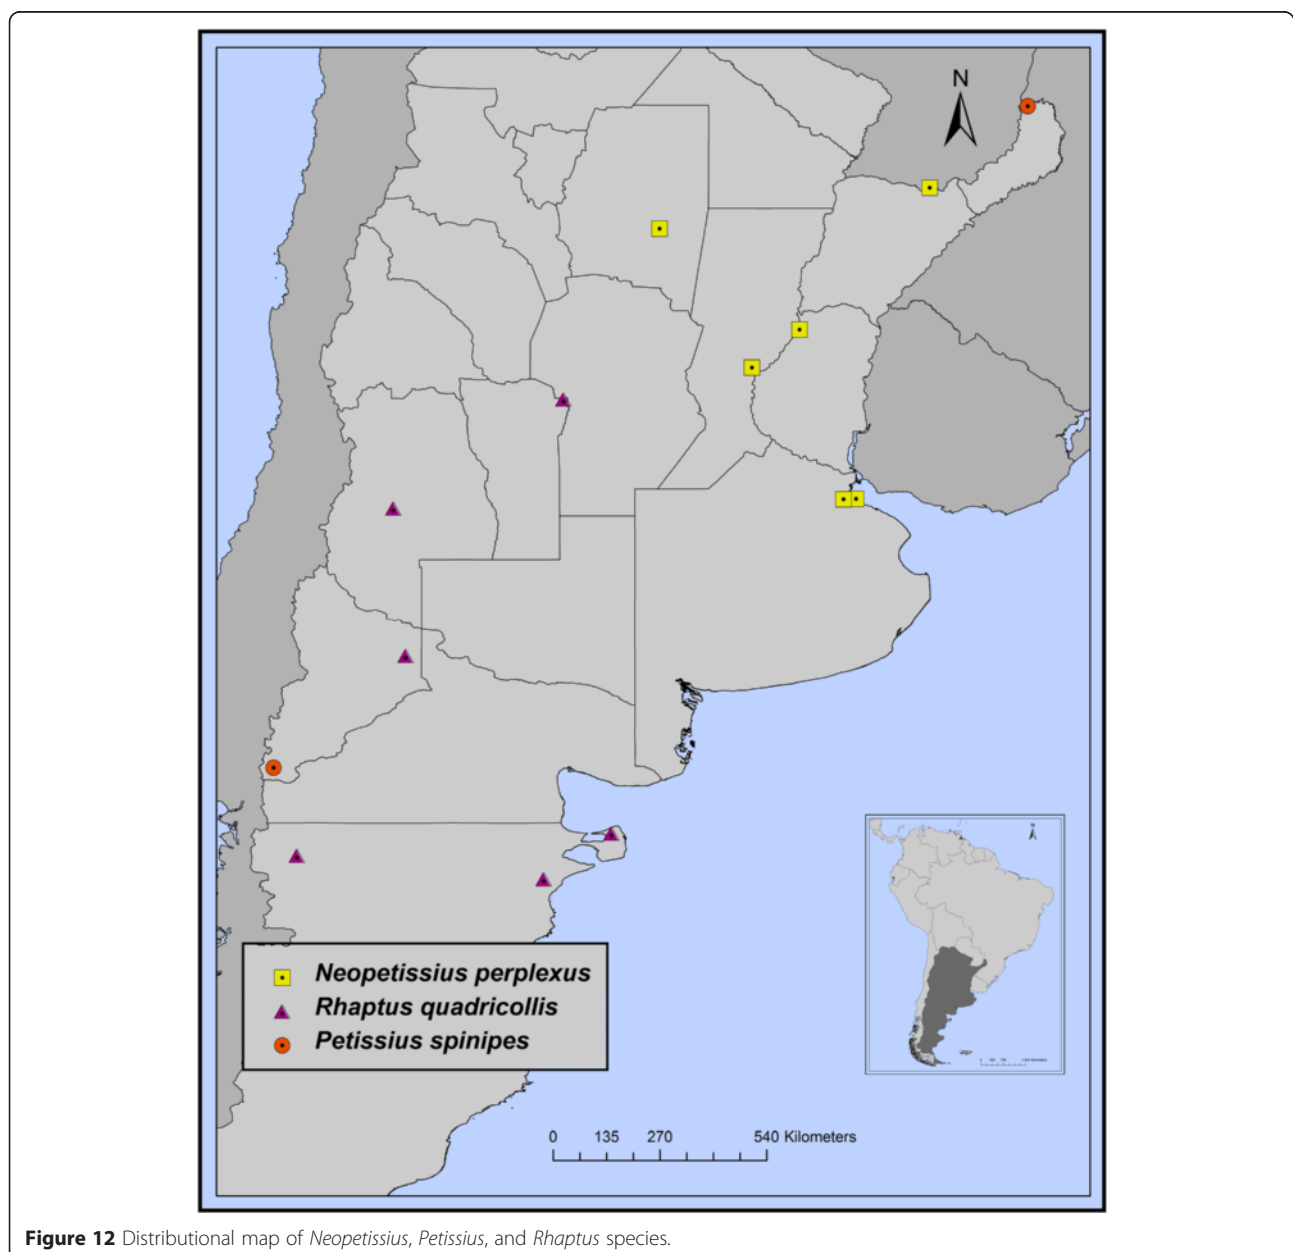 N
Neopetissius perplexus
Rhaptus quadricollis
Petissius spinipes
0 135 270 540 Kilometers
N
Figure 12 Distributional map of Neopetissius, Petissius, and Rhaptus species.